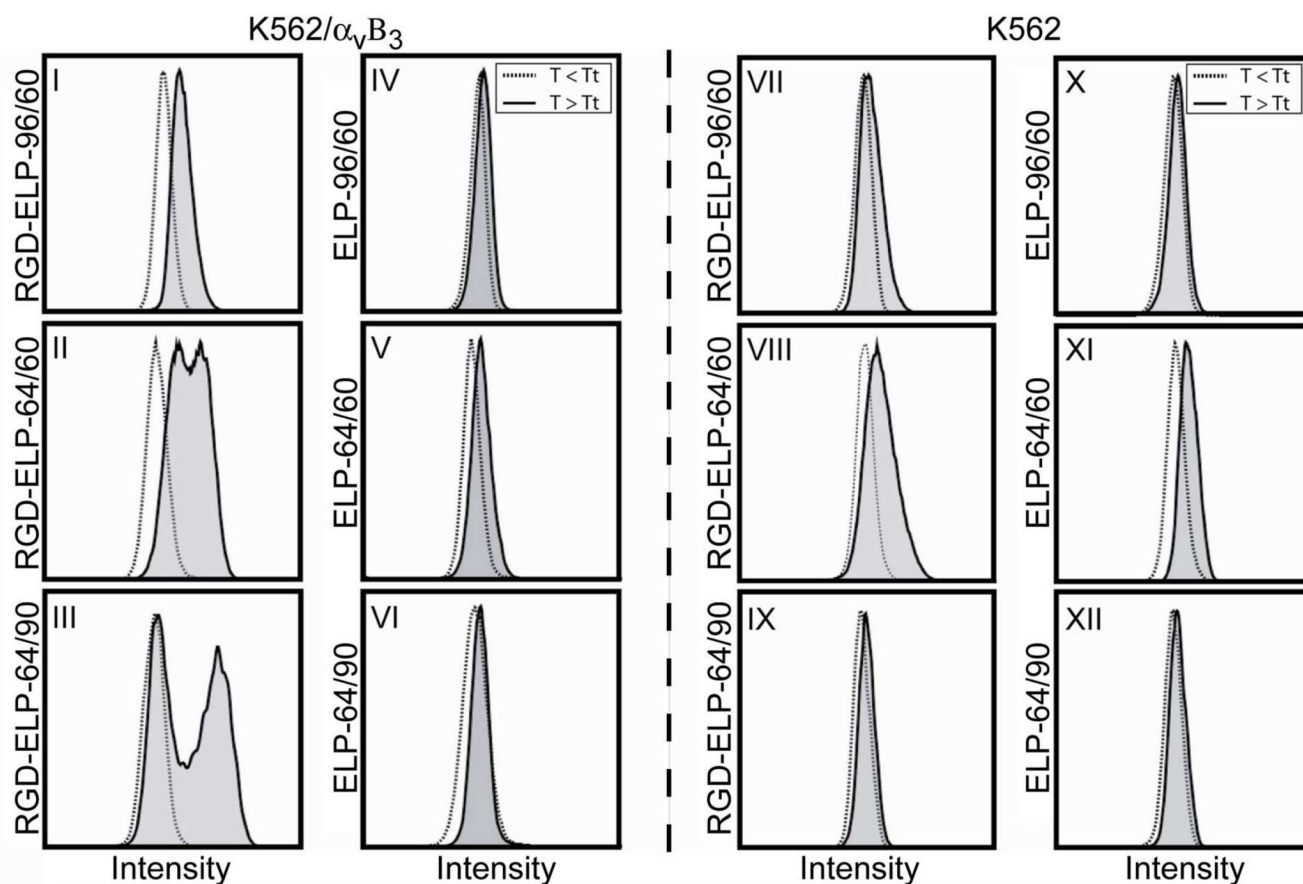 K562/αvB3
K562
I
RGD-ELP-96/60
IV
ELP-96/60
T < Tt
T > Tt
VII
RGD-ELP-96/60
X
ELP-96/60
T < Tt
T > Tt
II
RGD-ELP-64/60
V
ELP-64/60
VIII
RGD-ELP-64/60
XI
ELP-64/60
III
RGD-ELP-64/90
VI
ELP-64/90
IX
RGD-ELP-64/90
XII
ELP-64/90
Intensity
Intensity
Intensity
Intensity